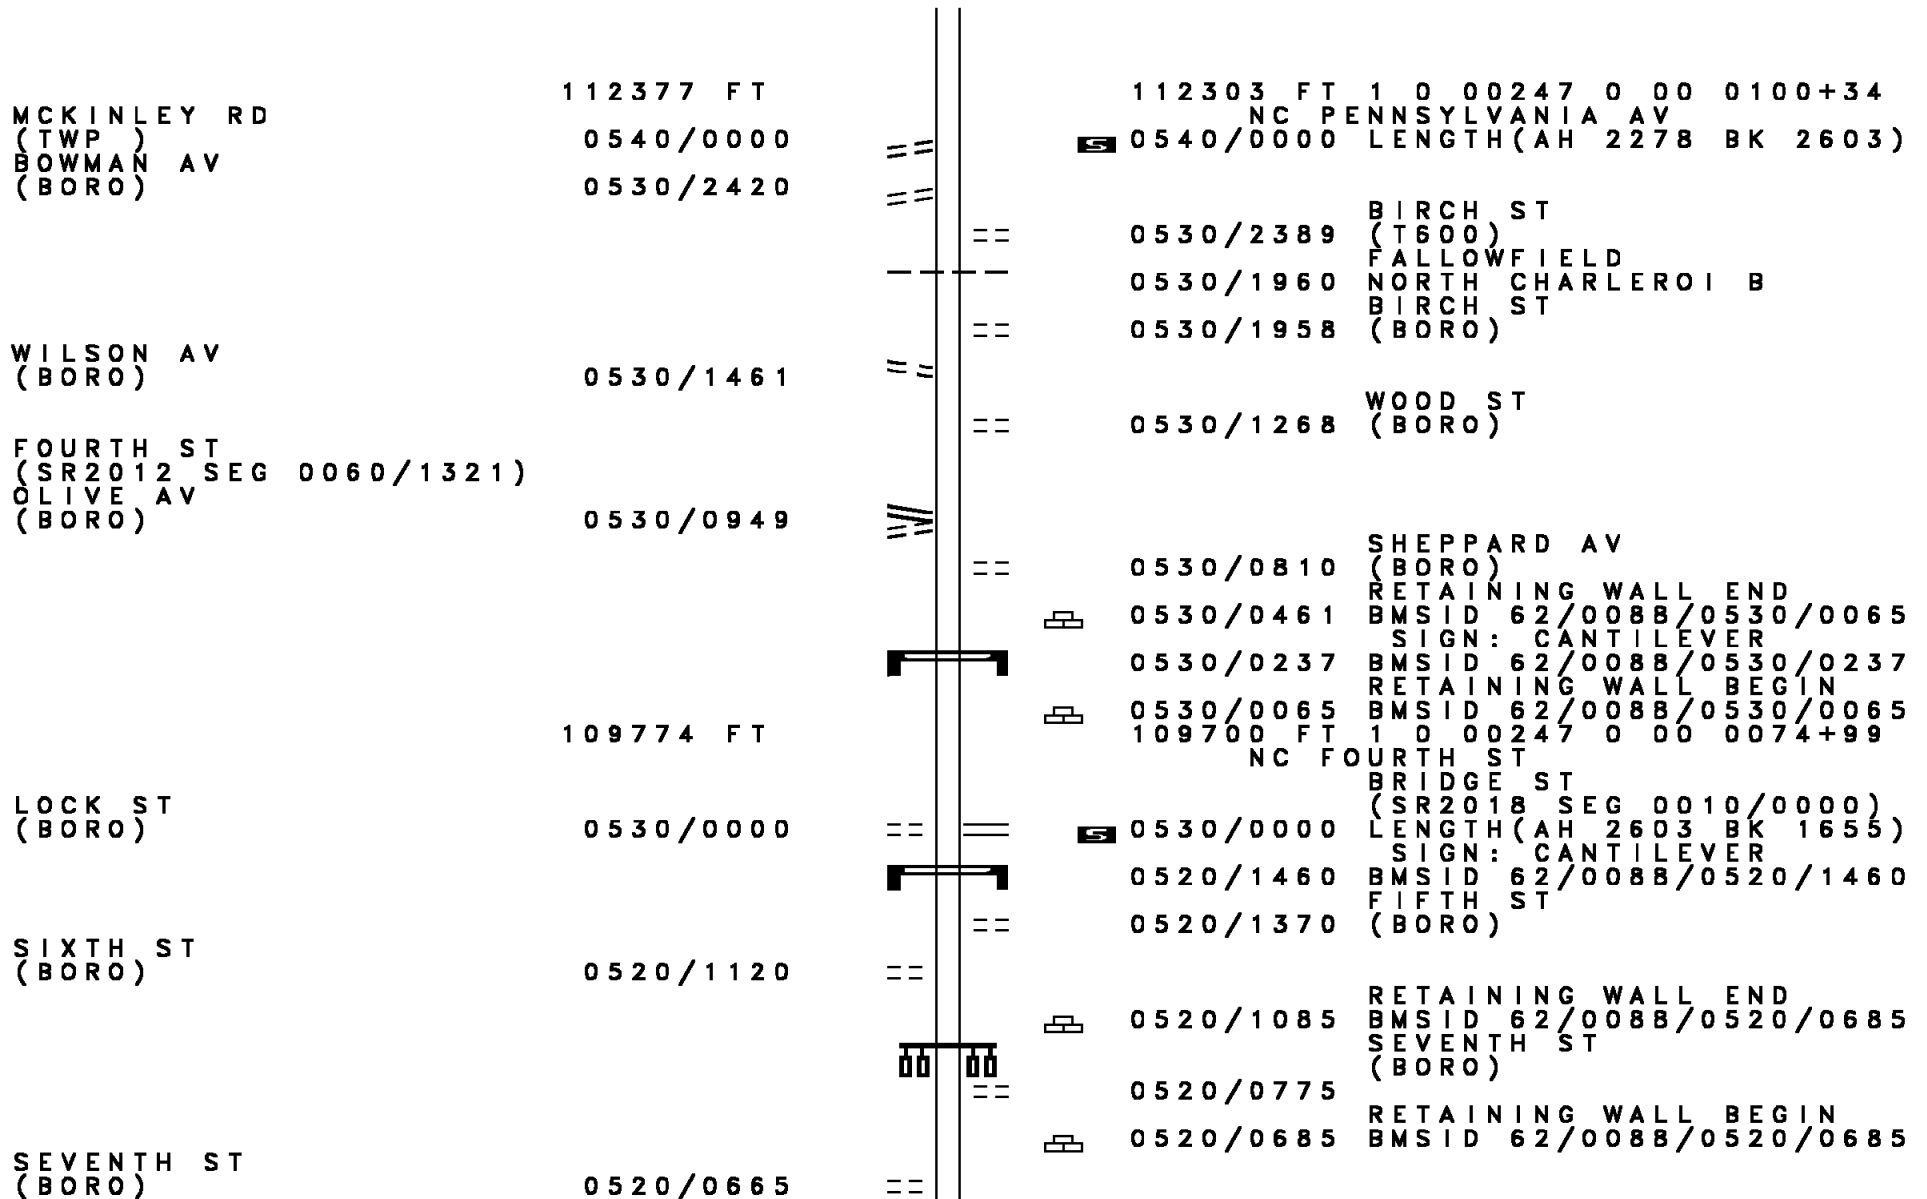 112377 FT 112303 FT 1 0 00247 0 00 0100+34
MCKINLEY RD NC PENNSYLVANIA AV
(TWP ) 0540/0000 S 0540/0000 LENGTH(AH 2278 BK 2603)
BOWMAN AV
(BORO) 0530/2420
BIRCH ST
0530/2389 (T600)
FALLOWFIELD
0530/1960 NORTH CHARLEROI B
BIRCH ST
0530/1958 (BORO)
WILSON AV
(BORO) 0530/1461
WOOD ST
0530/1268 (BORO)
FOURTH ST
(SR2012 SEG 0060/1321)
OLIVE AV
(BORO) 0530/0949
SHEPPARD AV
0530/0810 (BORO)
RETAINING WALL END
0530/0461 BMSID 62/0088/0530/0065
SIGN: CANTILEVER
0530/0237 BMSID 62/0088/0530/0237
RETAINING WALL BEGIN
0530/0065 BMSID 62/0088/0530/0065
109774 FT 109700 FT 1 0 00247 0 00 0074+99
NC FOURTH ST
BRIDGE ST
LOCK ST (SR2018 SEG 0010/0000)
(BORO) 0530/0000 S 0530/0000 LENGTH(AH 2603 BK 1655)
SIGN: CANTILEVER
0520/1460 BMSID 62/0088/0520/1460
FIFTH ST
0520/1370 (BORO)
SIXTH ST
(BORO) 0520/1120
RETAINING WALL END
0520/1085 BMSID 62/0088/0520/0685
SEVENTH ST
(BORO)
0520/0775
RETAINING WALL BEGIN
0520/0685 BMSID 62/0088/0520/0685
SEVENTH ST
(BORO) 0520/0665